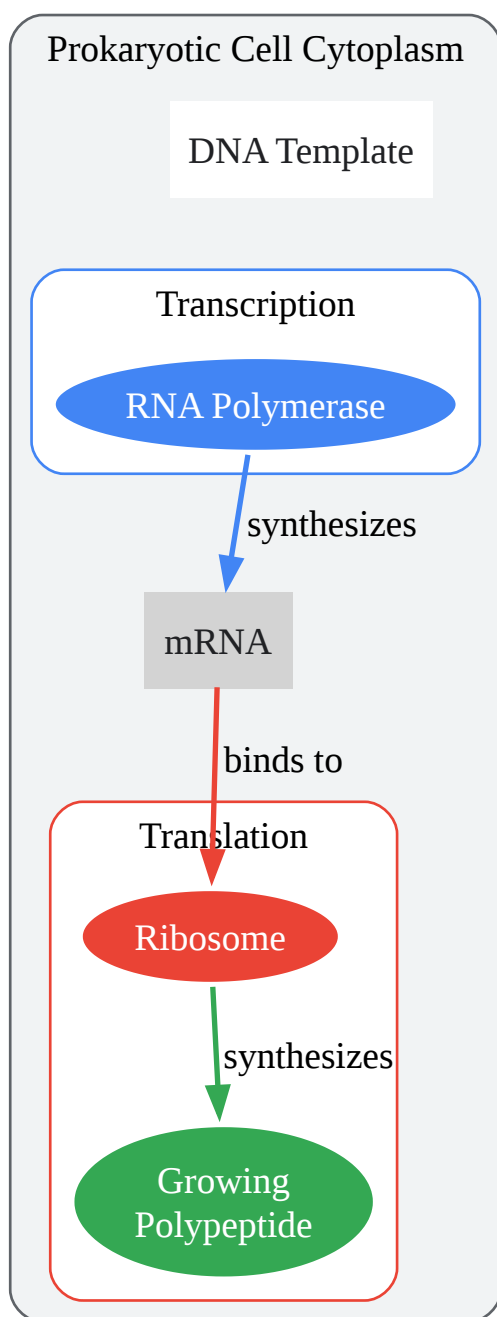 Prokaryotic Cell Cytoplasm
DNA Template
Transcription
RNA Polymerase
synthesizes
mRNA
binds to
Translation
Ribosome
synthesizes
Growing
Polypeptide